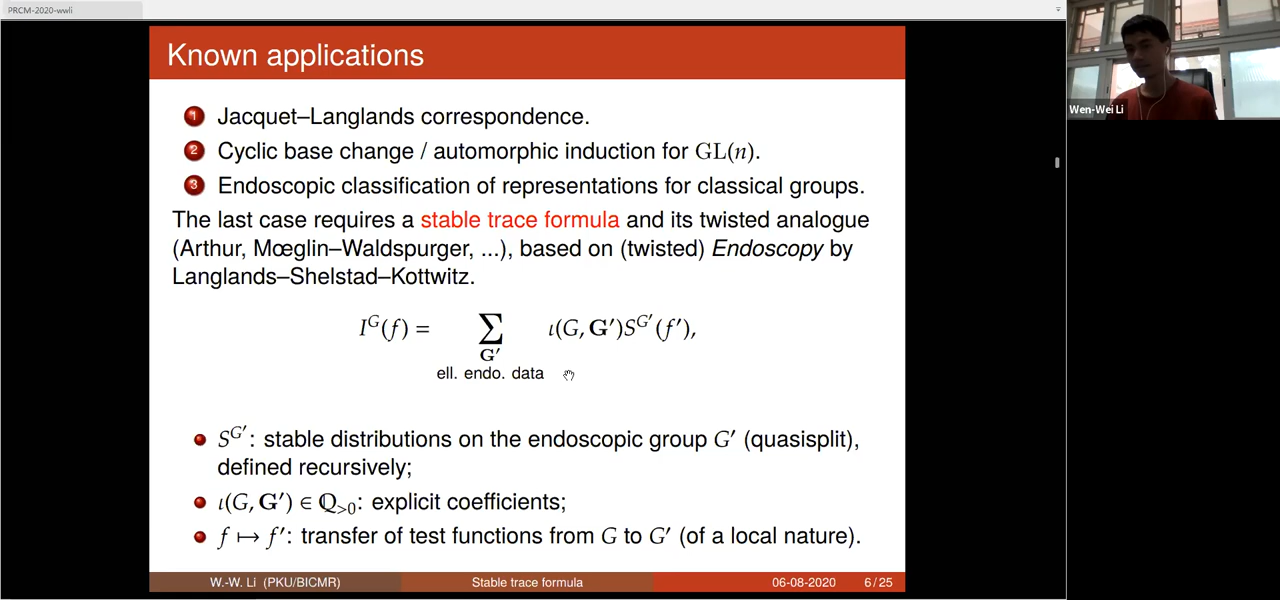 PRCM-2020-wwli
Known applications
1 Jacquet–Langlands correspondence.
2 Cyclic base change / automorphic induction for GL(n).
3 Endoscopic classification of representations for classical groups.
The last case requires a stable trace formula and its twisted analogue
(Arthur, Mœglin–Waldspurger, ...), based on (twisted) Endoscopy by
Langlands–Shelstad–Kottwitz.
I^G(f) = ∑_{G′ ell. endo. data} ι(G, G′)S^{G′}(f′),
S^{G′}: stable distributions on the endoscopic group G′ (quasisplit),
defined recursively;
ι(G, G′) ∈ ℚ_{>0}: explicit coefficients;
f ↦ f′: transfer of test functions from G to G′ (of a local nature).
W.-W. Li (PKU/BICMR) Stable trace formula 06-08-2020 6 / 25
Wen-Wei Li